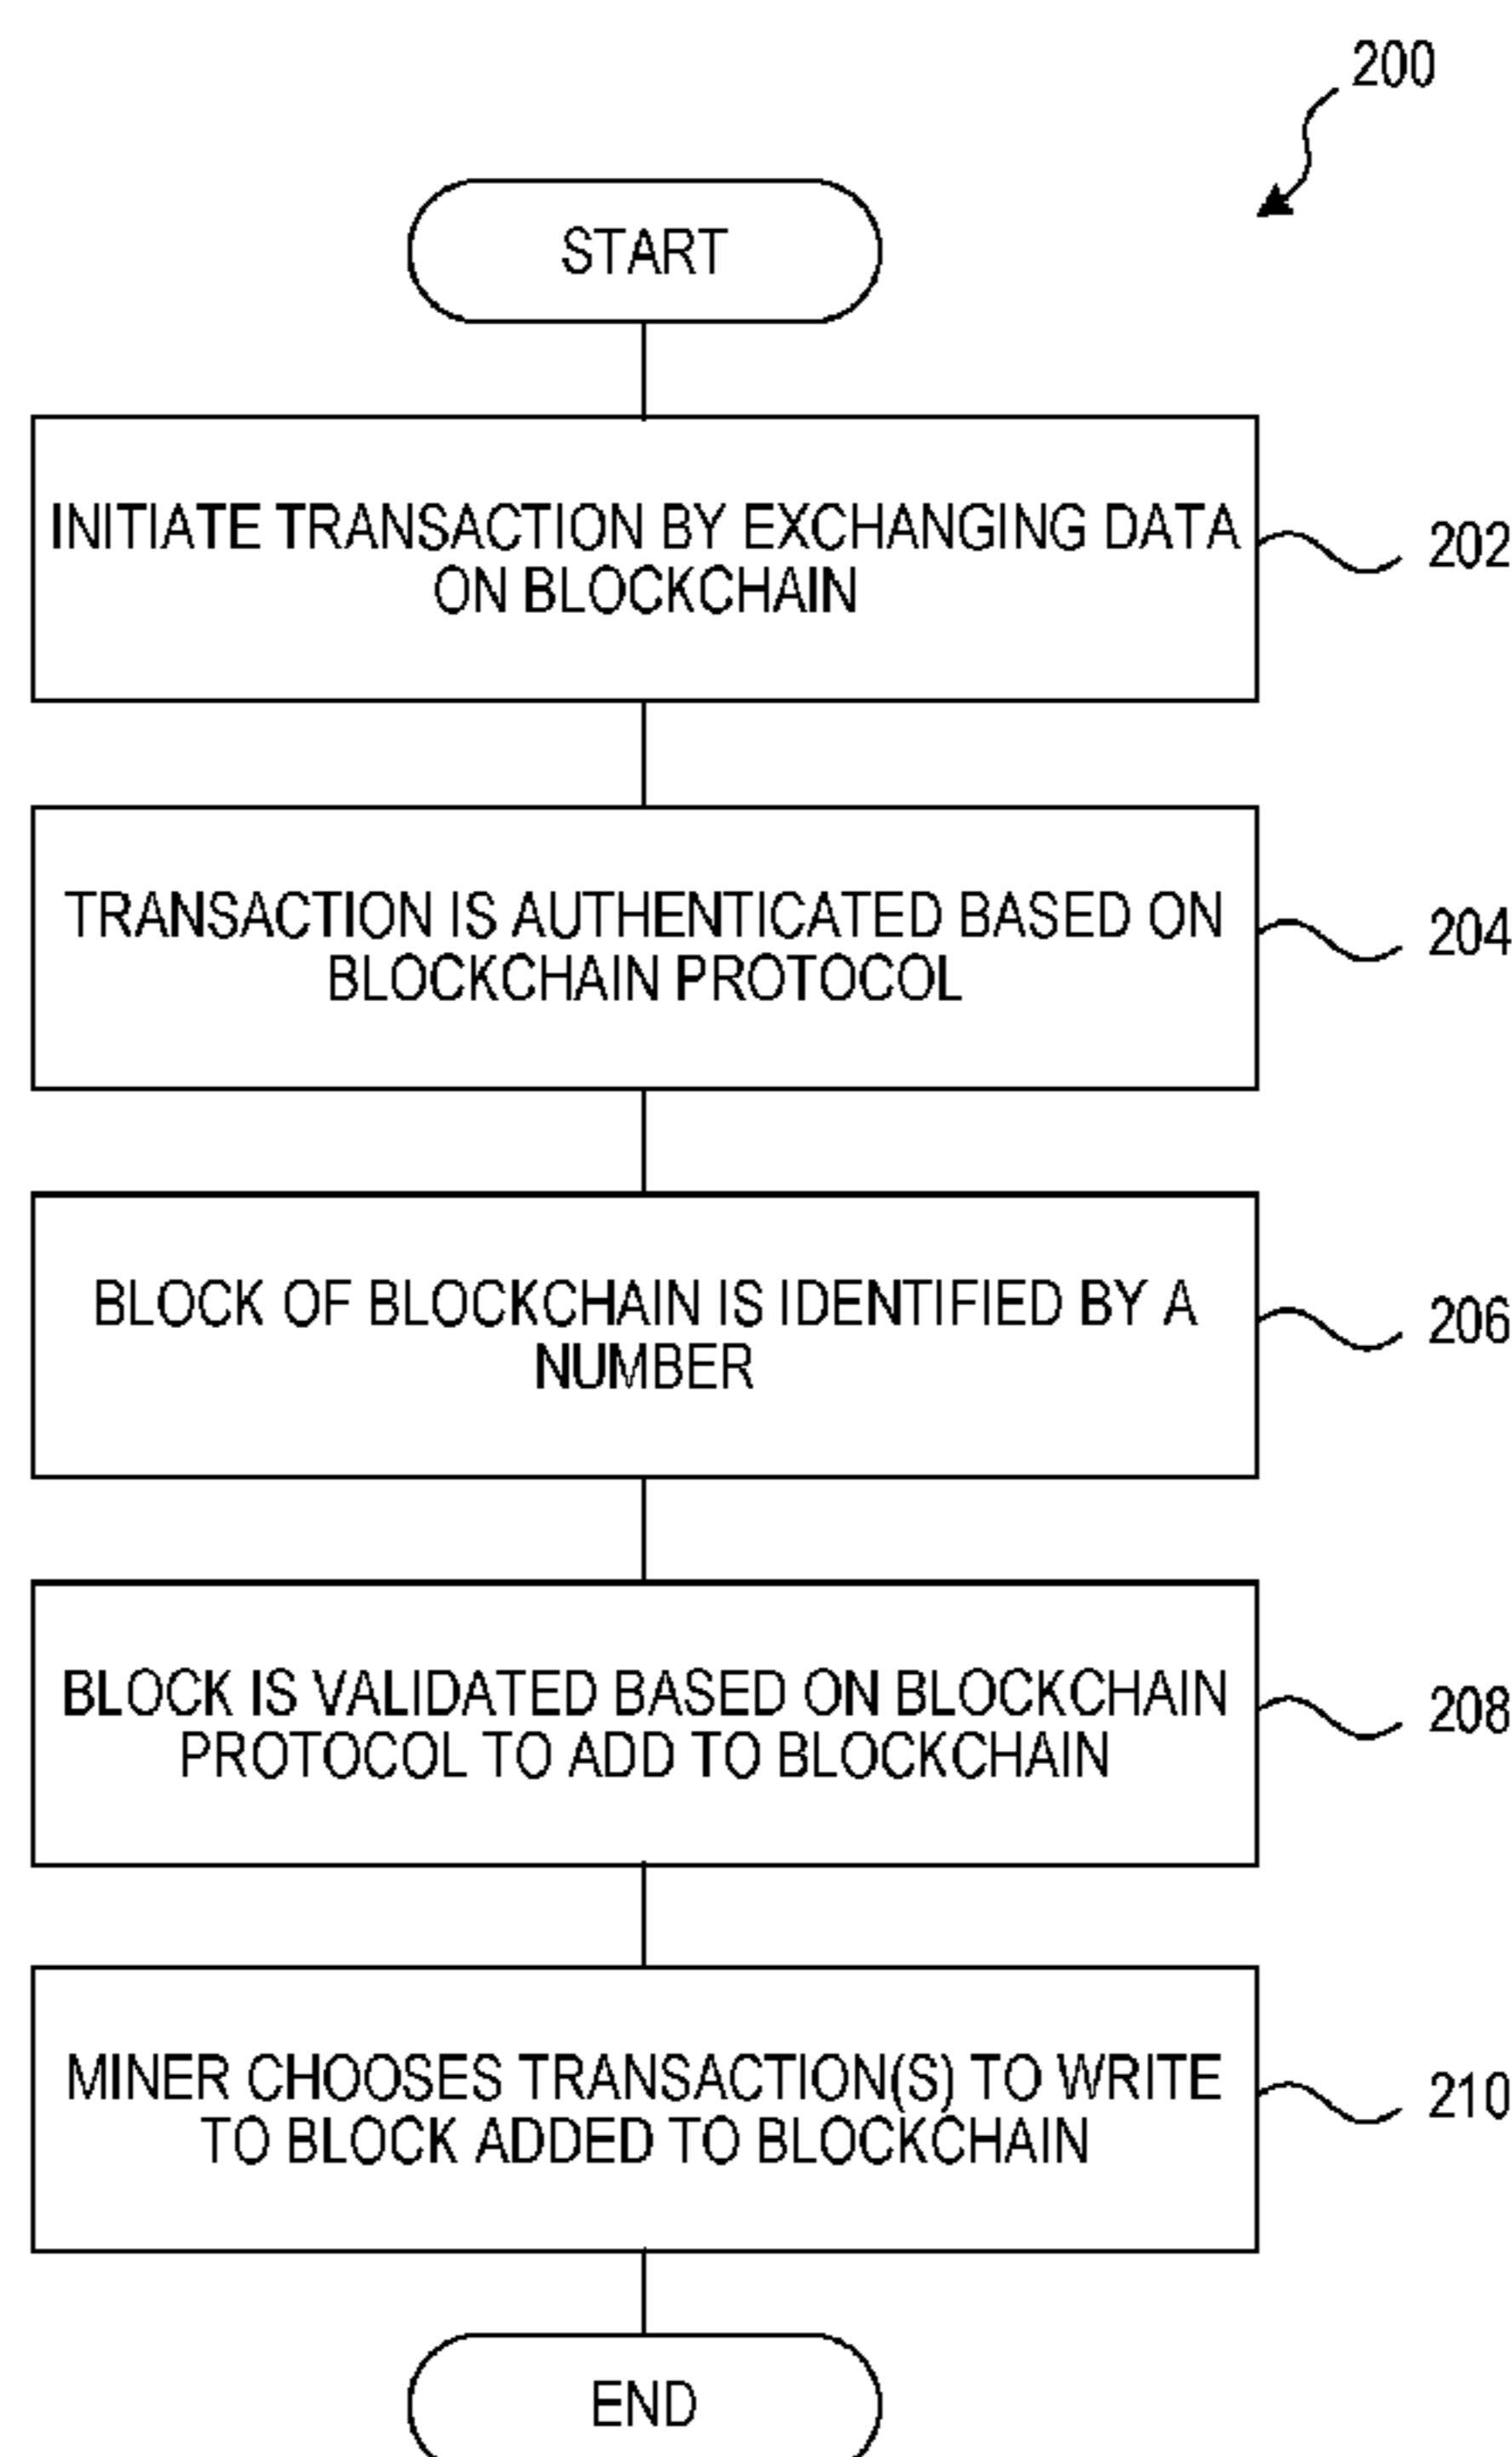 200
START
INITIATE TRANSACTION BY EXCHANGING DATA
ON BLOCKCHAIN
202
TRANSACTION IS AUTHENTICATED BASED ON
BLOCKCHAIN PROTOCOL
204
BLOCK OF BLOCKCHAIN IS IDENTIFIED BY A
NUMBER
206
BLOCK IS VALIDATED BASED ON BLOCKCHAIN
PROTOCOL TO ADD TO BLOCKCHAIN
208
MINER CHOOSES TRANSACTION(S) TO WRITE
TO BLOCK ADDED TO BLOCKCHAIN
210
END